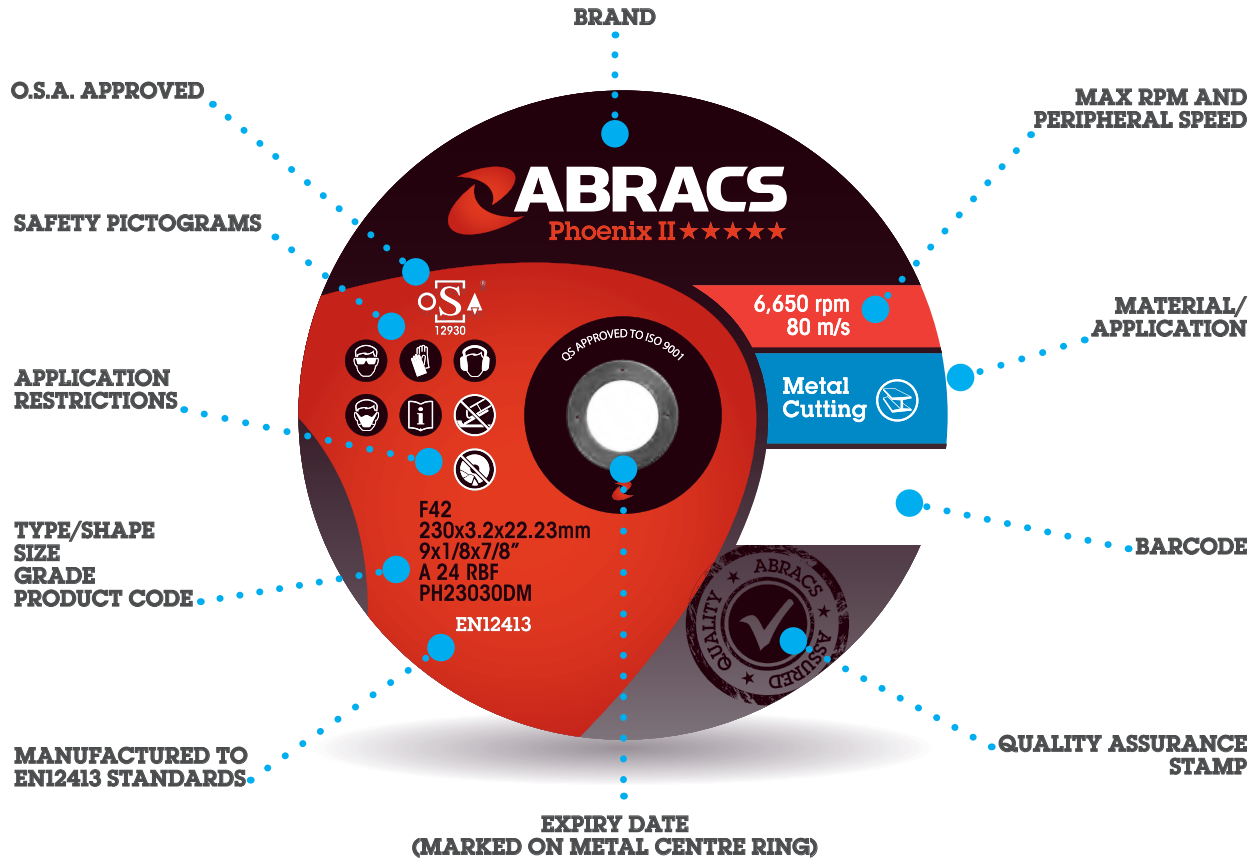 BRAND
O.S.A. APPROVED
MAX RPM AND
PERIPHERAL SPEED
SAFETY PICTOGRAMS
ABRACS
Phoenix II ★★★★★
OSA ®
12930
6,650 rpm
80 m/s
MATERIAL/
APPLICATION
QS APPROVED TO ISO 9001
APPLICATION
RESTRICTIONS
i
Metal
Cutting
F42
230x3.2x22.23mm
9x1/8x7/8”
A 24 RBF
PH23030DM
EN12413
TYPE/SHAPE
SIZE
GRADE
PRODUCT CODE
BARCODE
QUALITY ★ ABRACS ★ ASSURED ★
MANUFACTURED TO
EN12413 STANDARDS
QUALITY ASSURANCE
STAMP
EXPIRY DATE
(MARKED ON METAL CENTRE RING)